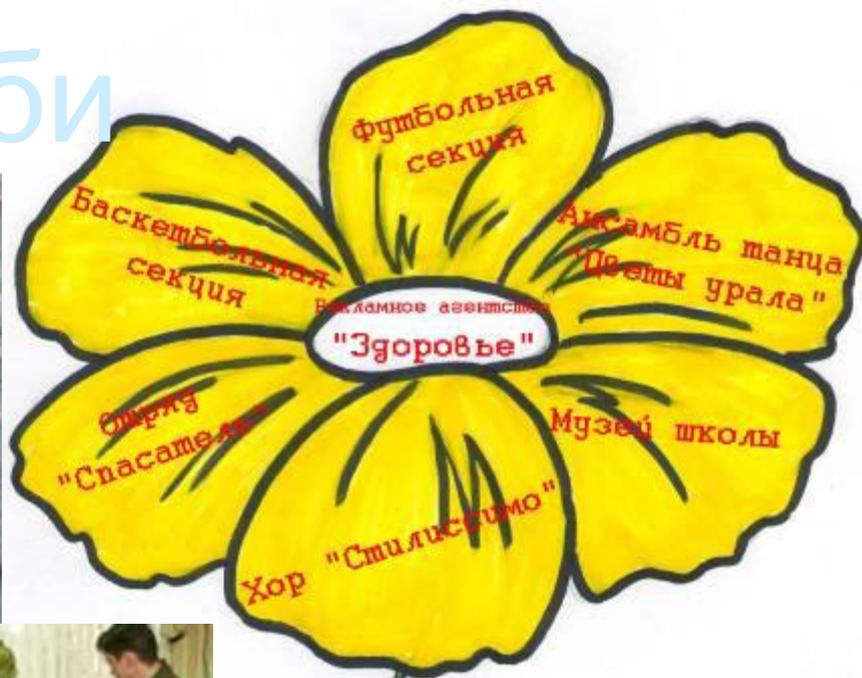 би
Футбольная
секция
Баскетбольная
секция
Ансамбль танца
"Цветы урала"
Рекламное агентство
"Здоровье"
Отряд
"Спасатель"
Музей школы
Хор "Стилиссимо"